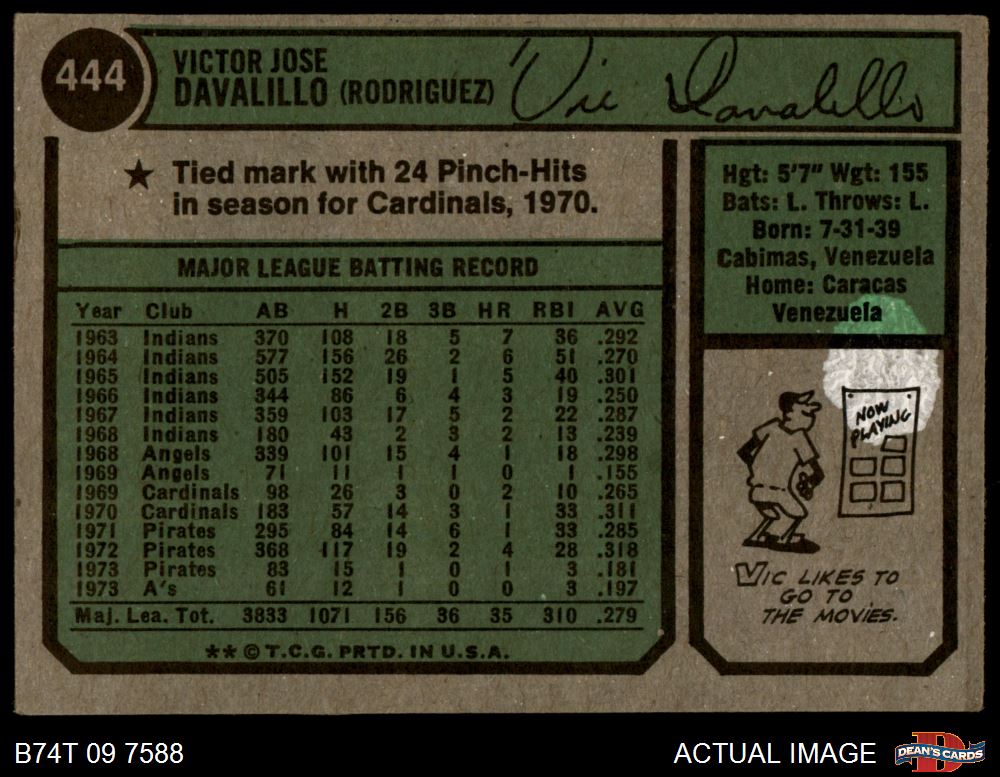 444
VICTOR JOSE
DAVALILLO (RODRIGUEZ)
Vic Davalillo
★ Tied mark with 24 Pinch-Hits
in season for Cardinals, 1970.
MAJOR LEAGUE BATTING RECORD
Year Club AB H 2B 3B HR RBI AVG
1963 Indians 370 108 18 5 7 36 .292
1964 Indians 577 156 26 2 6 51 .270
1965 Indians 505 152 19 1 5 40 .301
1966 Indians 344 86 6 4 3 19 .250
1967 Indians 359 103 17 5 2 22 .287
1968 Indians 180 43 2 3 2 13 .239
1968 Angels 339 101 15 4 1 18 .298
1969 Angels 71 11 1 1 0 1 .155
1969 Cardinals 98 26 3 0 2 10 .265
1970 Cardinals 183 57 14 3 1 33 .311
1971 Pirates 295 84 14 6 1 33 .285
1972 Pirates 368 117 19 2 4 28 .318
1973 Pirates 83 15 1 0 1 3 .181
1973 A's 61 12 1 0 0 3 .197
Maj. Lea. Tot. 3833 1071 156 36 35 310 .279
** © T.C.G. PRTD. IN U.S.A.
Hgt: 5'7" Wgt: 155
Bats: L. Throws: L.
Born: 7-31-39
Cabimas, Venezuela
Home: Caracas
Venezuela
NOW
PLAYING
VIC LIKES TO
GO TO
THE MOVIES.
B74T 09 7588
ACTUAL IMAGE
DEAN'S CARDS